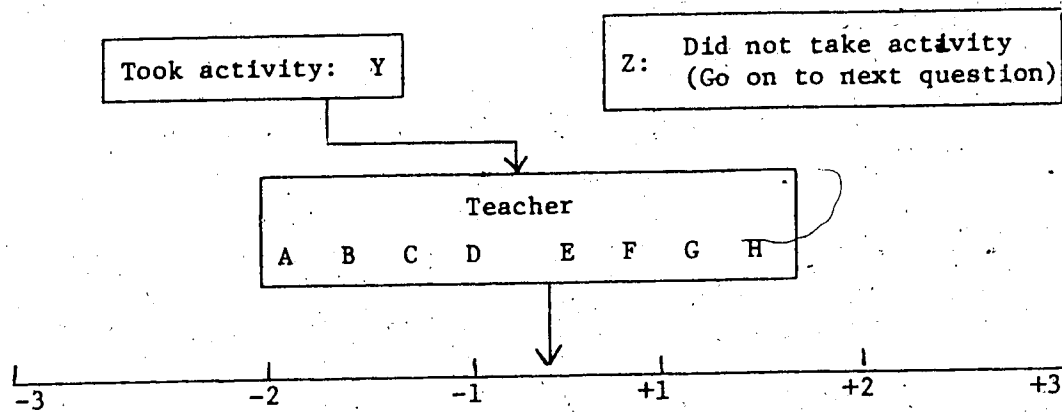 Took activity: Y
Z: Did not take activity
(Go on to next question)
Teacher
A B C D E F G H
-3 -2 -1 +1 +2 +3